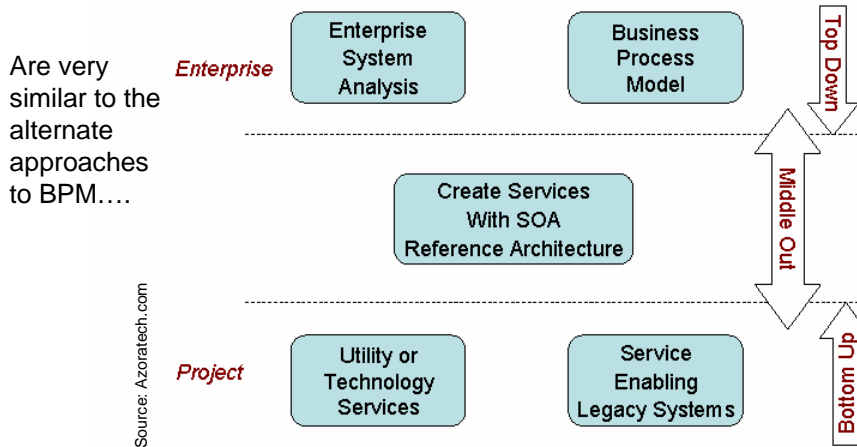 Are very
similar to the
alternate
approaches
to BPM….
Enterprise
Enterprise
System
Analysis
Business
Process
Model
Top Down
Create Services
With SOA
Reference Architecture
Middle Out
Project
Utility or
Technology
Services
Service
Enabling
Legacy Systems
Bottom Up
Source: Azoratech.com